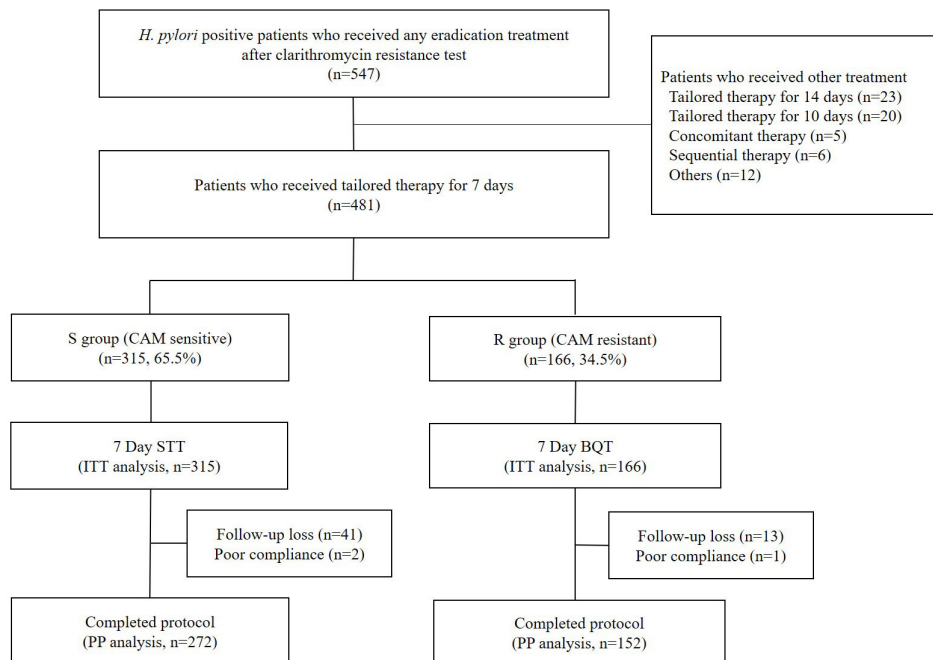 H. pylori positive patients who received any eradication treatment
after clarithromycin resistance test
(n=547)
Patients who received other treatment
Tailored therapy for 14 days (n=23)
Tailored therapy for 10 days (n=20)
Concomitant therapy (n=5)
Sequential therapy (n=6)
Others (n=12)
Patients who received tailored therapy for 7 days
(n=481)
S group (CAM sensitive)
(n=315, 65.5%)
R group (CAM resistant)
(n=166, 34.5%)
7 Day STT
(ITT analysis, n=315)
7 Day BQT
(ITT analysis, n=166)
Follow-up loss (n=41)
Poor compliance (n=2)
Follow-up loss (n=13)
Poor compliance (n=1)
Completed protocol
(PP analysis, n=272)
Completed protocol
(PP analysis, n=152)